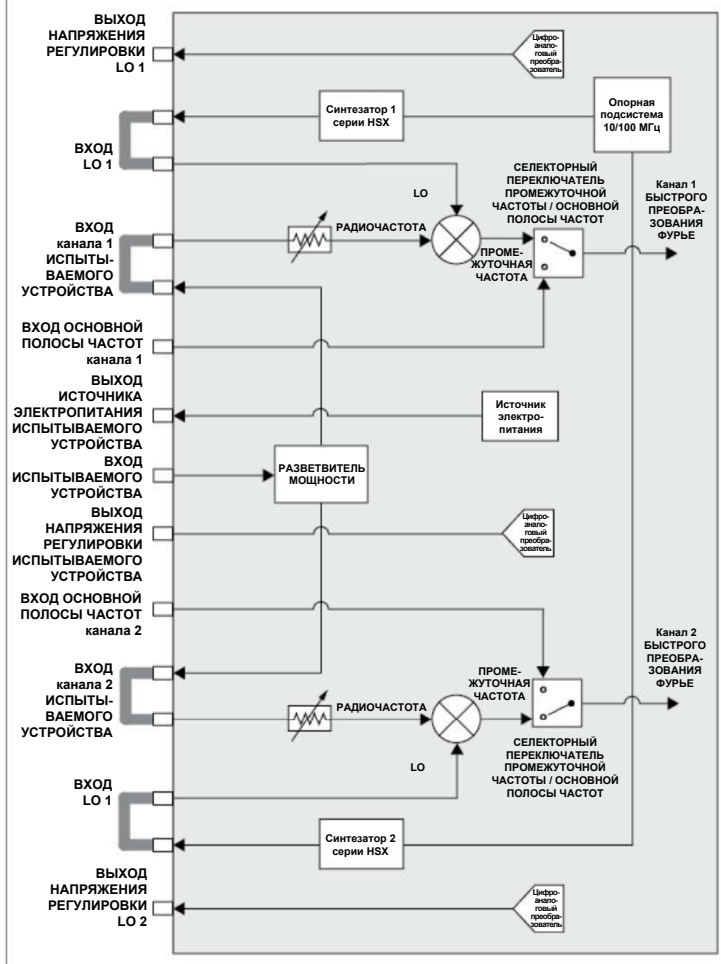 ВЫХОД
НАПРЯЖЕНИЯ
РЕГУЛИРОВКИ
LO 1
Цифро-
анало-
говый
преобра-
зователь
Синтезатор 1
серии HSX
Опорная
подсистема
10/100 МГц
ВХОД
LO 1
LO
СЕЛЕКТОРНЫЙ
ПЕРЕКЛЮЧАТЕЛЬ
ПРОМЕЖУТОЧНОЙ
ЧАСТОТЫ / ОСНОВНОЙ
ПОЛОСЫ ЧАСТОТ
Канал 1
БЫСТРОГО
ПРЕОБРА-
ЗОВАНИЯ
ФУРЬЕ
ВХОД
канала 1
ИСПЫТЫ-
ВАЕМОГО
УСТРОЙСТВА
РАДИОЧАСТОТА
ПРОМЕ-
ЖУТОЧНАЯ
ЧАСТОТА
ВХОД ОСНОВНОЙ
ПОЛОСЫ ЧАСТОТ
канала 1
ВЫХОД
ИСТОЧНИКА
ЭЛЕКТРОПИТАНИЯ
ИСПЫТЫВАЕМОГО
УСТРОЙСТВА
Источник
электро-
питания
ВХОД
ИСПЫТЫВАЕМОГО
УСТРОЙСТВА
РАЗВЕТВИТЕЛЬ
МОЩНОСТИ
ВЫХОД
НАПРЯЖЕНИЯ
РЕГУЛИРОВКИ
ИСПЫТЫВАЕМОГО
УСТРОЙСТВА
Цифро-
анало-
говый
преобра-
зователь
ВХОД ОСНОВНОЙ
ПОЛОСЫ ЧАСТОТ
канала 2
Канал 2
БЫСТРОГО
ПРЕОБРА-
ЗОВАНИЯ
ФУРЬЕ
ВХОД
канала 2
ИСПЫТЫ-
ВАЕМОГО
УСТРОЙСТВА
РАДИОЧАСТОТА
ПРОМЕ-
ЖУТОЧНАЯ
ЧАСТОТА
LO
СЕЛЕКТОРНЫЙ
ПЕРЕКЛЮЧАТЕЛЬ
ПРОМЕЖУТОЧНОЙ
ЧАСТОТЫ / ОСНОВНОЙ
ПОЛОСЫ ЧАСТОТ
ВХОД
LO 1
Синтезатор 2
серии HSX
ВЫХОД
НАПРЯЖЕНИЯ
РЕГУЛИРОВКИ
LO 2
Цифро-
анало-
говый
преобра-
зователь